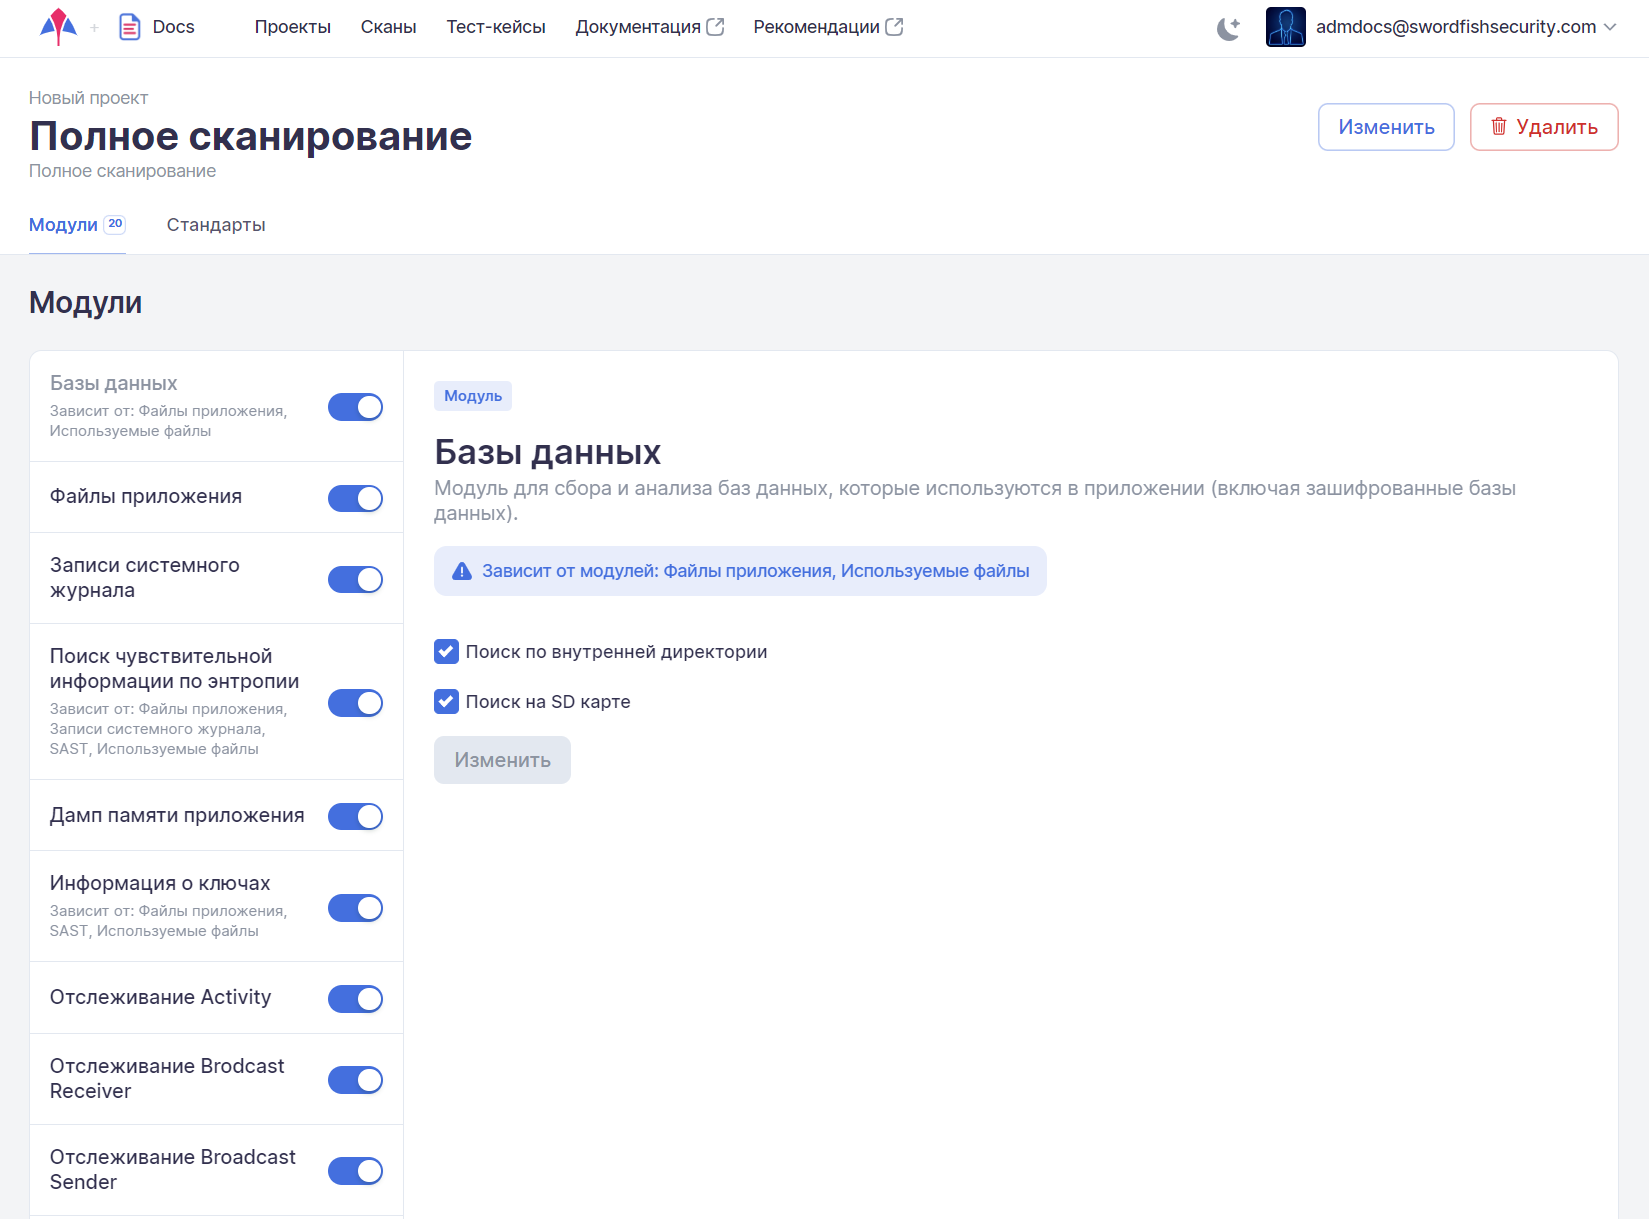 Docs
Проекты
Сканы
Тест-кейсы
Документация
Рекомендации
admdocs@swordfishsecurity.com
Новый проект
Полное сканирование
Полное сканирование
Изменить
Удалить
Модули 20
Стандарты
Модули
Базы данных
Зависит от: Файлы приложения,
Используемые файлы
Файлы приложения
Записи системного
журнала
Поиск чувствительной
информации по энтропии
Зависит от: Файлы приложения,
Записи системного журнала,
SAST, Используемые файлы
Дамп памяти приложения
Информация о ключах
Зависит от: Файлы приложения,
SAST, Используемые файлы
Отслеживание Activity
Отслеживание Brodcast
Receiver
Отслеживание Broadcast
Sender
Модуль
Базы данных
Модуль для сбора и анализа баз данных, которые используются в приложении (включая зашифрованные базы
данных).
Зависит от модулей: Файлы приложения, Используемые файлы
Поиск по внутренней директории
Поиск на SD карте
Изменить